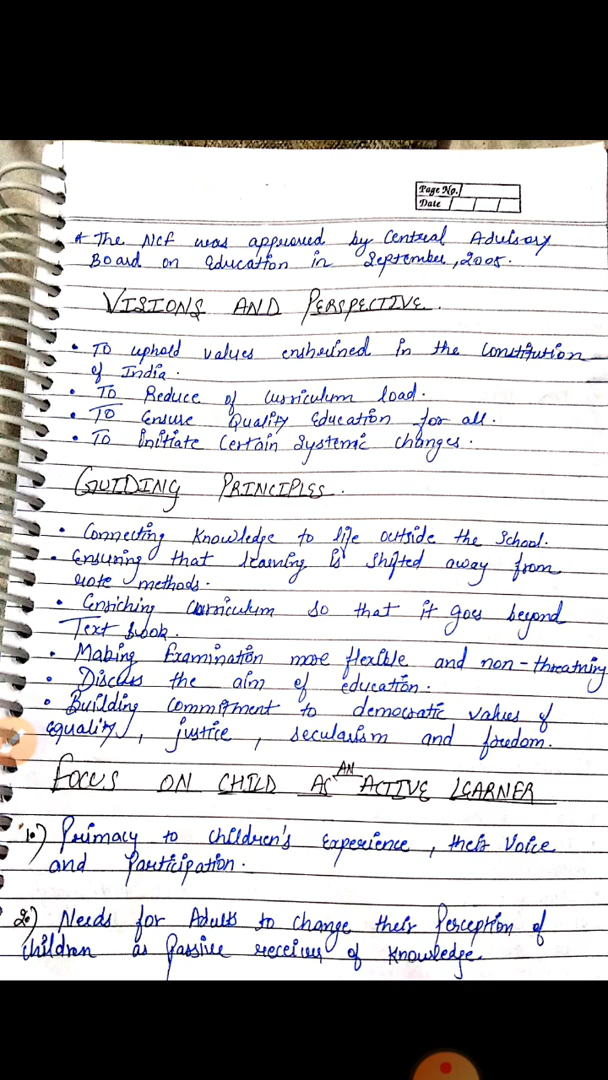 Page No.
Date
* The NCF was approved by Central Advisory
Board on Education in September, 2005.
VISIONS AND PERSPECTIVE.
• TO uphold values enshrined in the constitution
of India.
• TO Reduce of curriculum load.
• TO Ensure Quality Education for all.
• TO Initiate Certain Systemic changes.
GUIDING PRINCIPLES.
• Connecting Knowledge to life outside the School.
• Ensuring that learning is shifted away from
rote methods.
• Enriching curriculum so that it goes beyond
Text Book.
• Making Examination more flexible and non-threatning
• Discuss the aim of education.
• Building commitment to democratic values of
equality, justice, secularism and freedom.
FOCUS ON CHILD AS AN ACTIVE LEARNER
1.) Primacy to children's Experience, their Voice
and Participation.
2.) Needs for Adults to change their Perception of
children as Passive receiver of Knowledge.